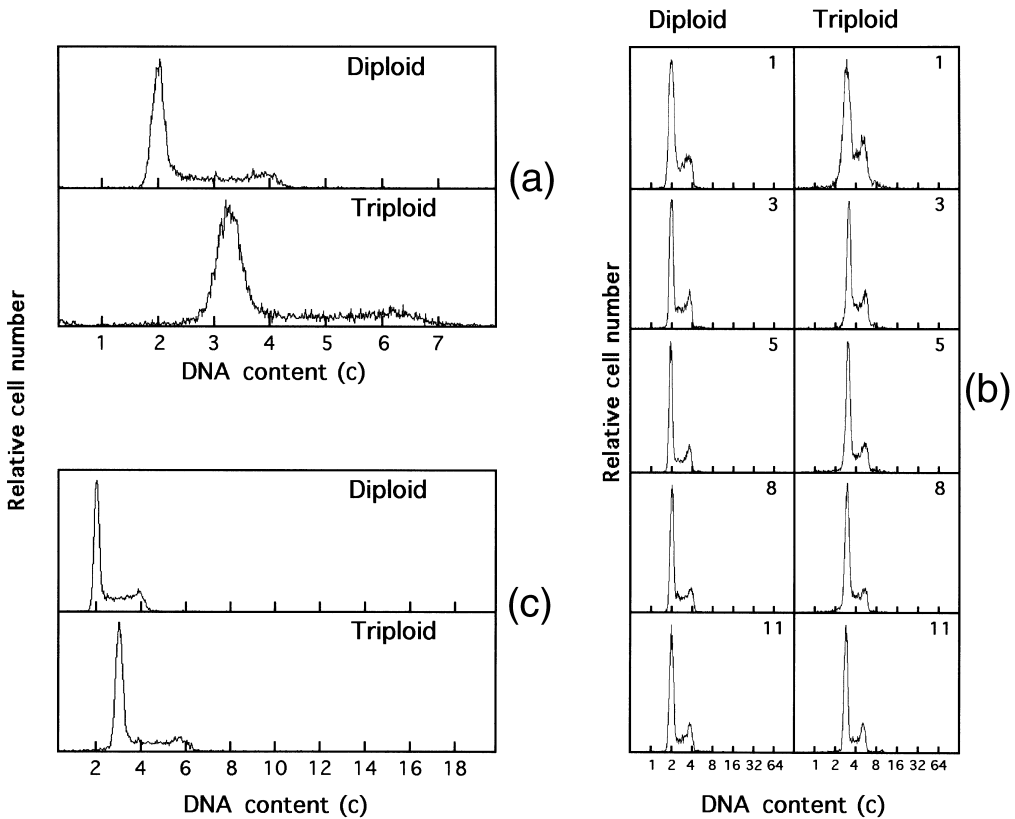 Diploid
Triploid
1 2 3 4 5 6 7
DNA content (c)
(a)
Relative cell number
Diploid
Triploid
2 4 6 8 10 12 14 16 18
DNA content (c)
(c)
Diploid Triploid
1 1
3 3
5 5
8 8
11 11
1 2 4 8 16 32 64 1 2 4 8 16 32 64
DNA content (c)
Relative cell number
(b)